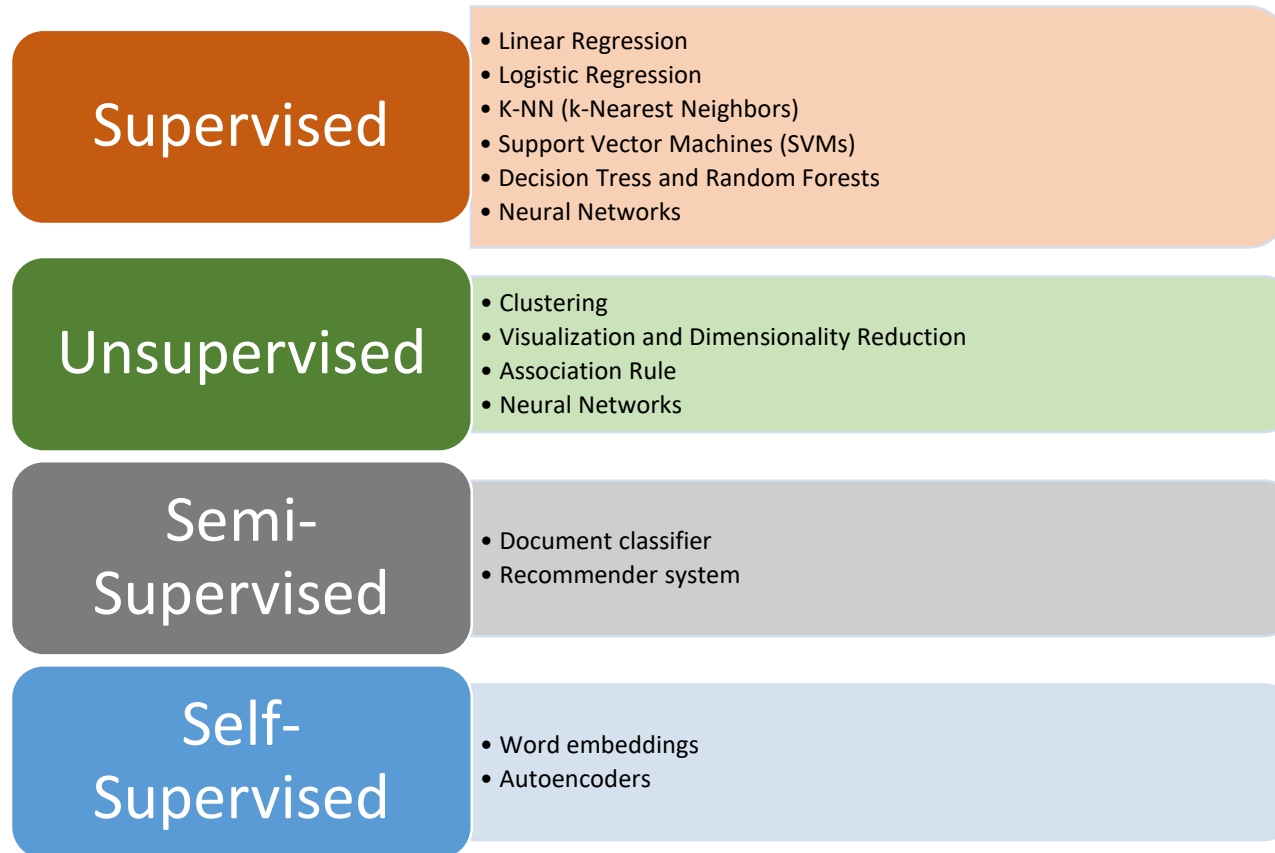 Supervised
• Linear Regression
• Logistic Regression
• K-NN (k-Nearest Neighbors)
• Support Vector Machines (SVMs)
• Decision Tress and Random Forests
• Neural Networks
Unsupervised
• Clustering
• Visualization and Dimensionality Reduction
• Association Rule
• Neural Networks
Semi-
Supervised
• Document classifier
• Recommender system
Self-
Supervised
• Word embeddings
• Autoencoders